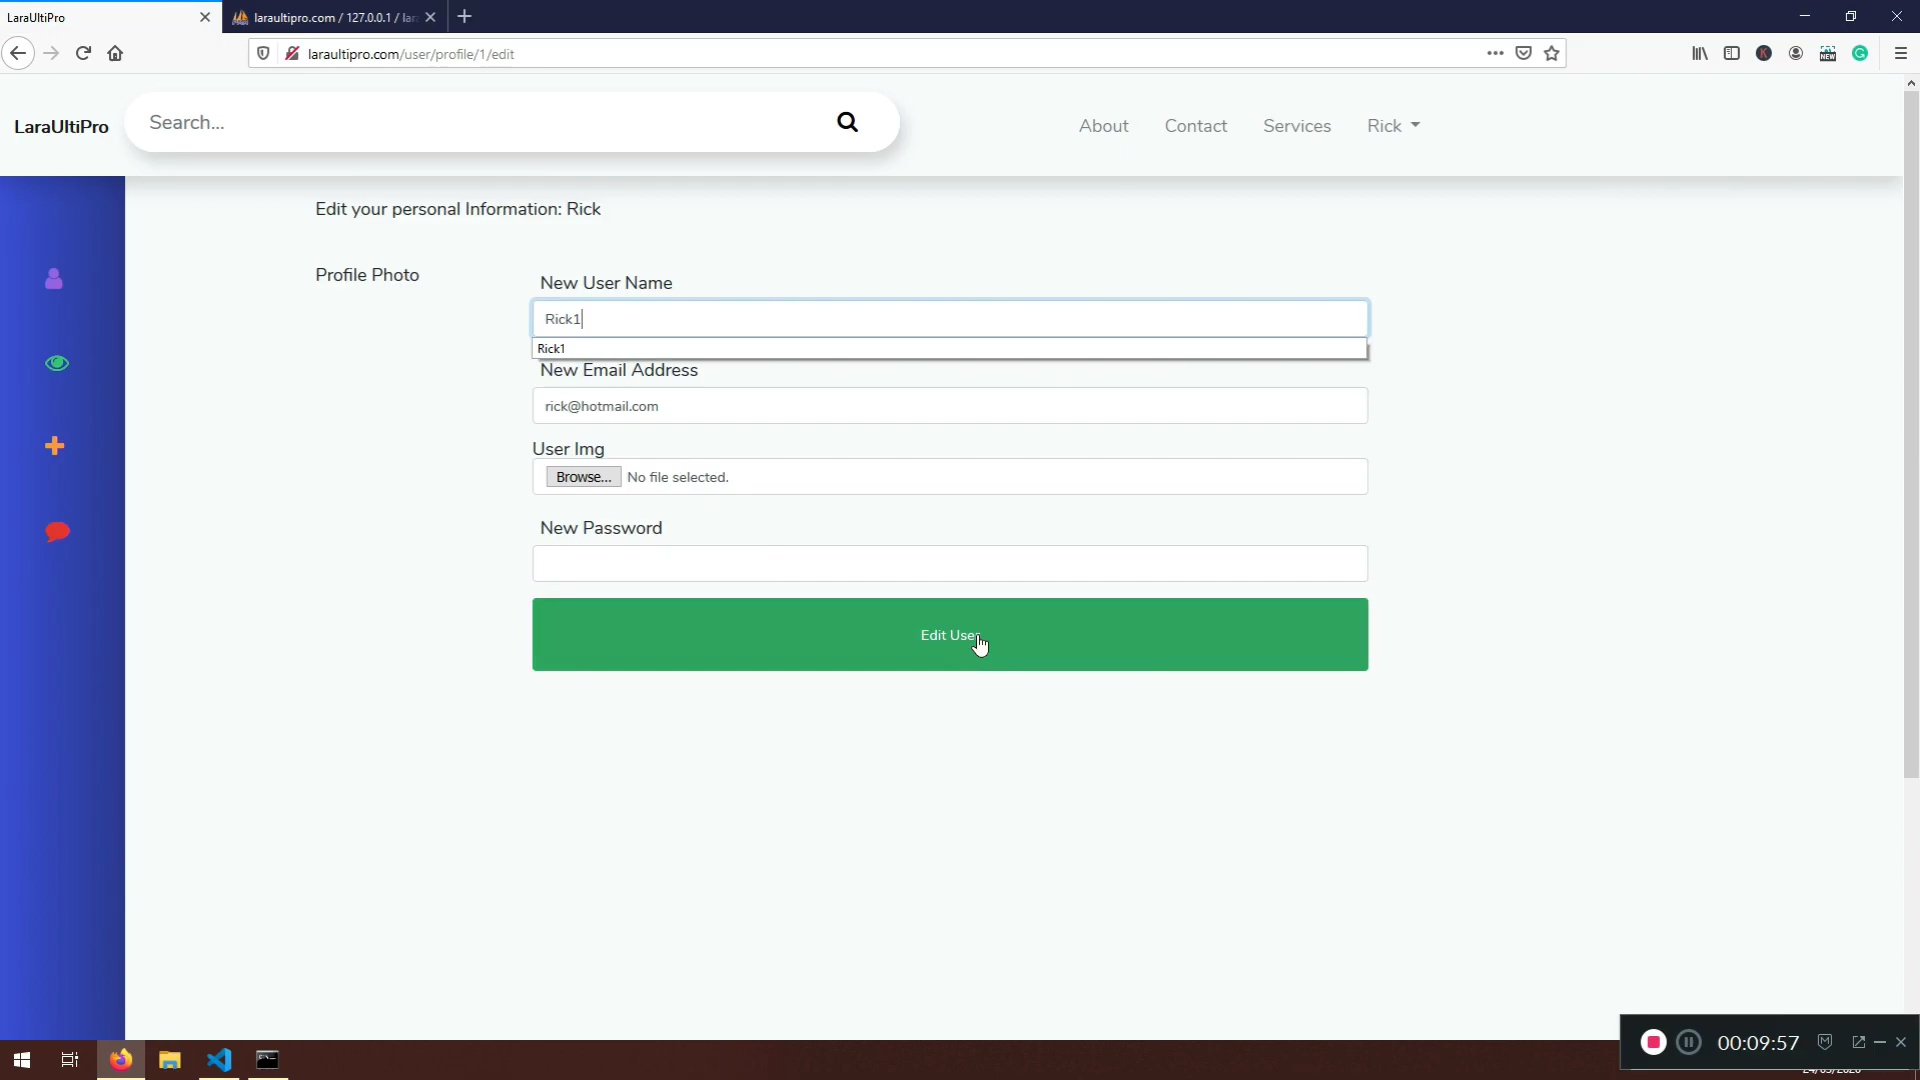 LaraUltiPro
laraultipro.com / 127.0.0.1 / lar
laraultipro.com/user/profile/1/edit
NEW
LaraUltiPro
Search...
About
Contact
Services
Rick
Edit your personal Information: Rick
Profile Photo
New User Name
Rick1
Rick1
New Email Address
rick@hotmail.com
User Img
Browse... No file selected.
New Password
Edit User
00:09:57